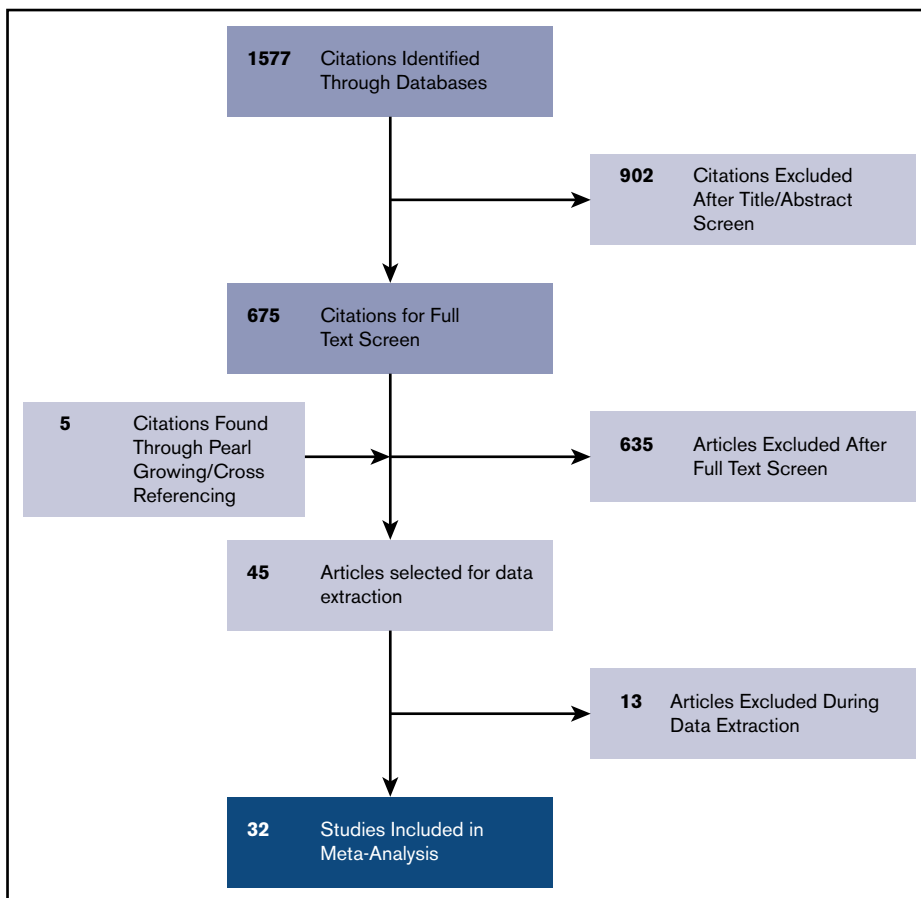 1577 Citations Identified
Through Databases
902 Citations Excluded
After Title/Abstract
Screen
675 Citations for Full
Text Screen
5 Citations Found
Through Pearl
Growing/Cross
Referencing
635 Articles Excluded After
Full Text Screen
45 Articles selected for data
extraction
13 Articles Excluded During
Data Extraction
32 Studies Included in
Meta-Analysis